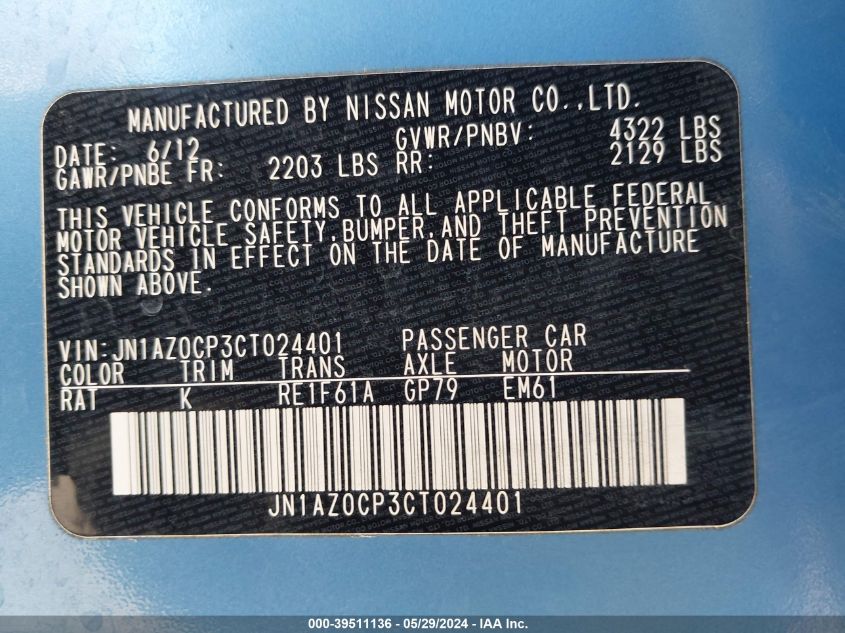 MANUFACTURED BY NISSAN MOTOR CO.,LTD.
DATE: 6/12 GVWR/PNBV: 4322 LBS
GAWR/PNBE FR: 2203 LBS RR: 2129 LBS
THIS VEHICLE CONFORMS TO ALL APPLICABLE FEDERAL
MOTOR VEHICLE SAFETY,BUMPER,AND THEFT PREVENTION
STANDARDS IN EFFECT ON THE DATE OF MANUFACTURE
SHOWN ABOVE.
VIN:JN1AZ0CP3CT024401 PASSENGER CAR
COLOR TRIM TRANS AXLE MOTOR
RAT K RE1F61A GP79 EM61
JN1AZ0CP3CT024401
000-39511136 - 05/29/2024 - IAA Inc.